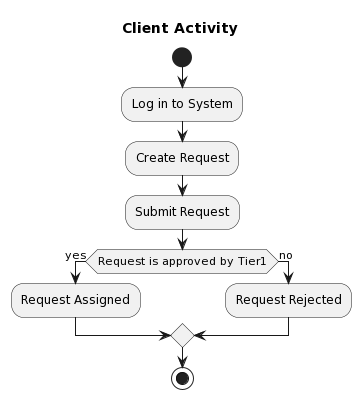 Client Activity
Log in to System
Create Request
Submit Request
yes
Request is approved by Tier1
no
Request Assigned
Request Rejected